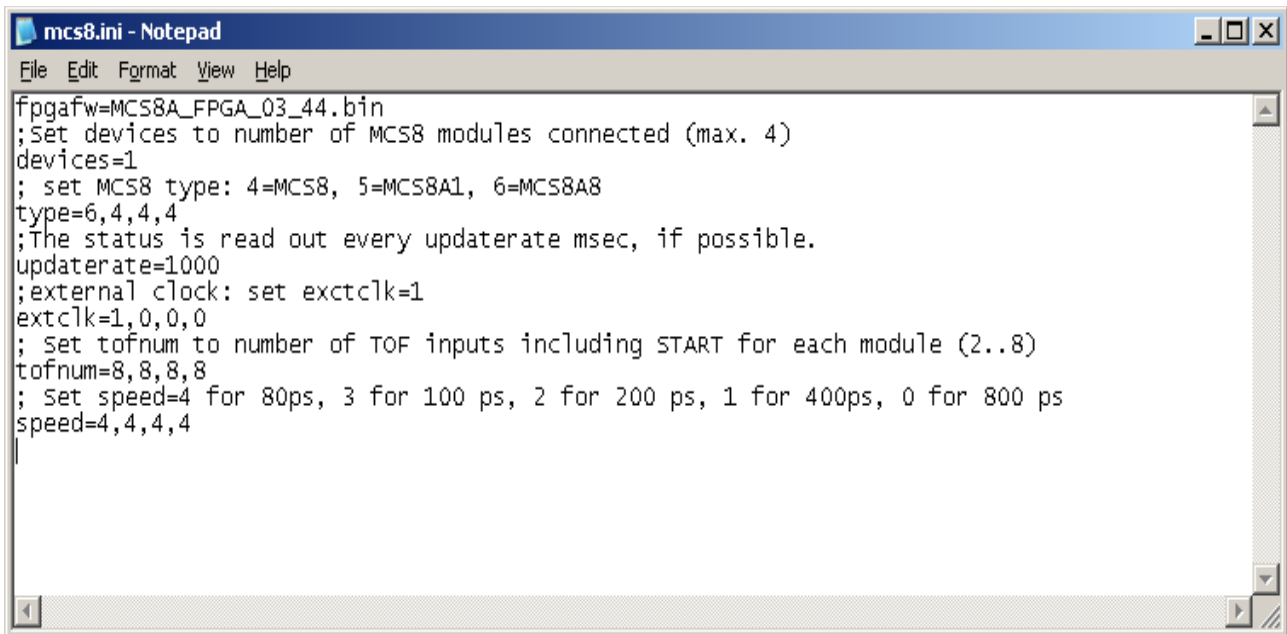 mcs8.ini - Notepad
File Edit Format View Help
fpgafw=MCS8A_FPGA_03_44.bin
;Set devices to number of MCS8 modules connected (max. 4)
devices=1
; set MCS8 type: 4=MCS8, 5=MCS8A1, 6=MCS8A8
type=6,4,4,4
;The status is read out every updaterate msec, if possible.
updaterate=1000
;external clock: set exctclk=1
extclk=1,0,0,0
; Set tofnum to number of TOF inputs including START for each module (2..8)
tofnum=8,8,8,8
; Set speed=4 for 80ps, 3 for 100 ps, 2 for 200 ps, 1 for 400ps, 0 for 800 ps
speed=4,4,4,4